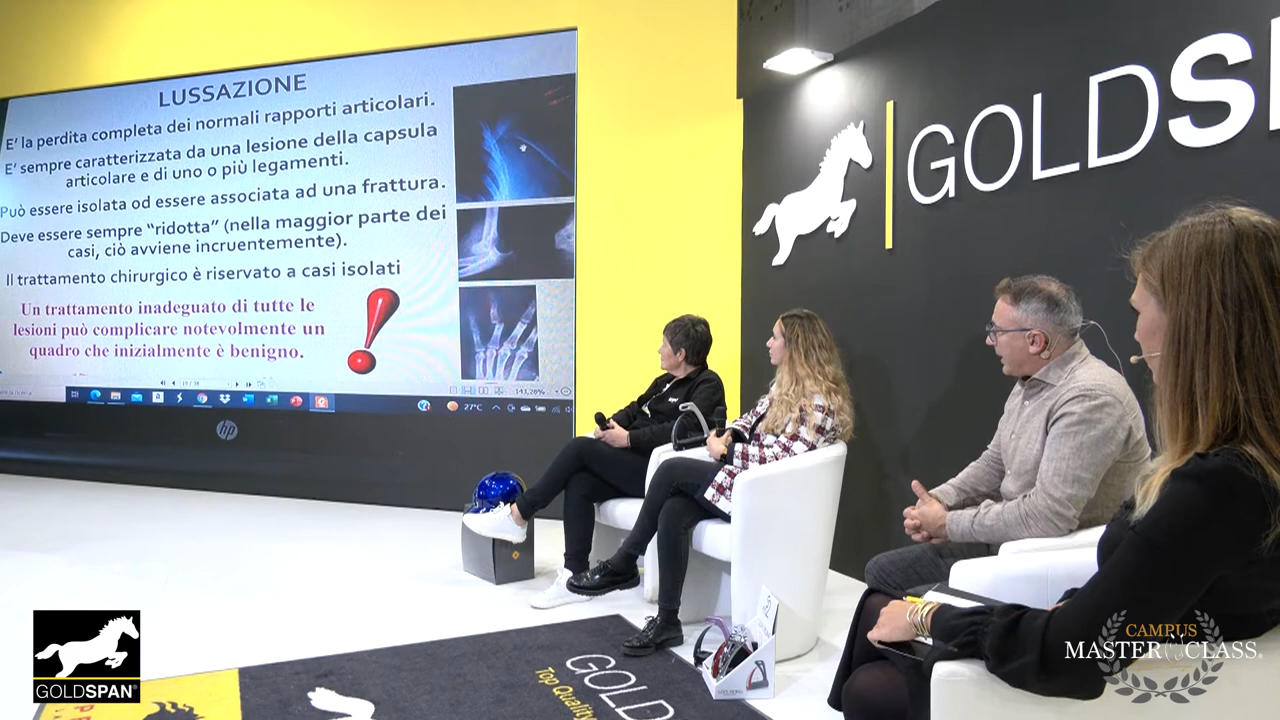 LUSSAZIONE
E' la perdita completa dei normali rapporti articolari.
E' sempre caratterizzata da una lesione della capsula
articolare e di uno o più legamenti.
Può essere isolata od essere associata ad una frattura.
Deve essere sempre "ridotta" (nella maggior parte dei
casi, ciò avviene incruentemente).
Il trattamento chirurgico è riservato a casi isolati
Un trattamento inadeguato di tutte le
lesioni può complicare notevolmente un
quadro che inizialmente è benigno.
141,28%
27°C
hp
GOLDS
GOLD
Top Quality
GOLDSPAN®
CAMPUS
MASTER CLASS®